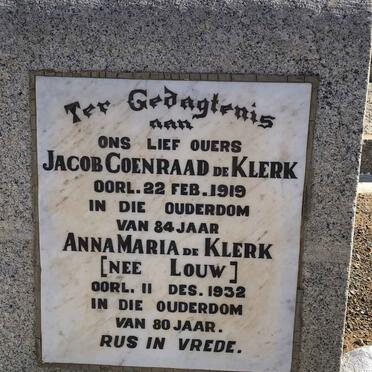 Ter Gedagtenis
aan
ONS LIEF OUERS
JACOB COENRAAD DE KLERK
OORL. 22 FEB. 1919
IN DIE OUDERDOM
VAN 84 JAAR
ANNA MARIA DE KLERK
[NEE LOUW]
OORL. 11 DES. 1932
IN DIE OUDERDOM
VAN 80 JAAR.
RUS IN VREDE.